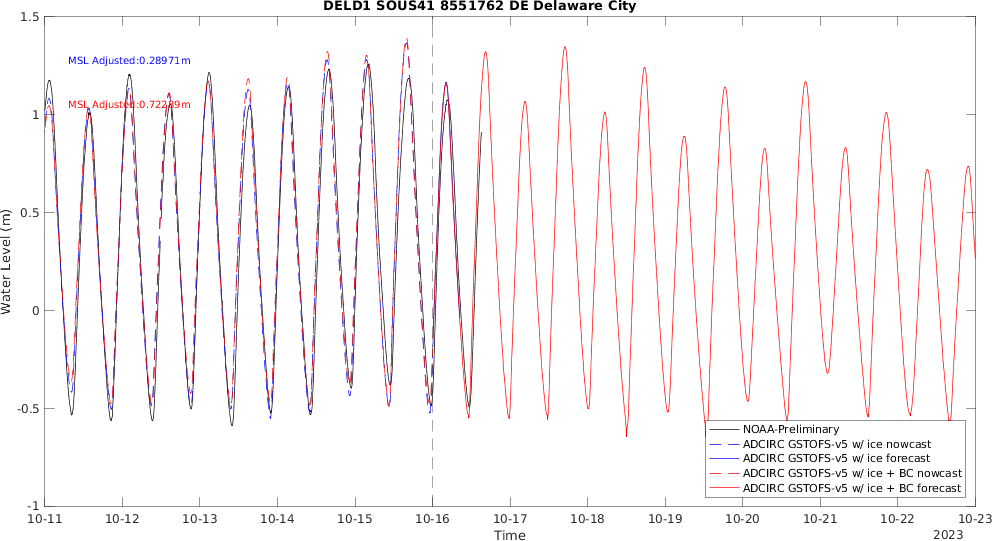 DELD1 SOUS41 8551762 DE Delaware City
1.5
1
0.5
0
-0.5
-1
Water Level (m)
MSL Adjusted:0.28971m
MSL Adjusted:0.72289m
NOAA-Preliminary
ADCIRC GSTOFS-v5 w/ ice nowcast
ADCIRC GSTOFS-v5 w/ ice forecast
ADCIRC GSTOFS-v5 w/ ice + BC nowcast
ADCIRC GSTOFS-v5 w/ ice + BC forecast
10-11 10-12 10-13 10-14 10-15 10-16 10-17 10-18 10-19 10-20 10-21 10-22 10-23
Time
2023